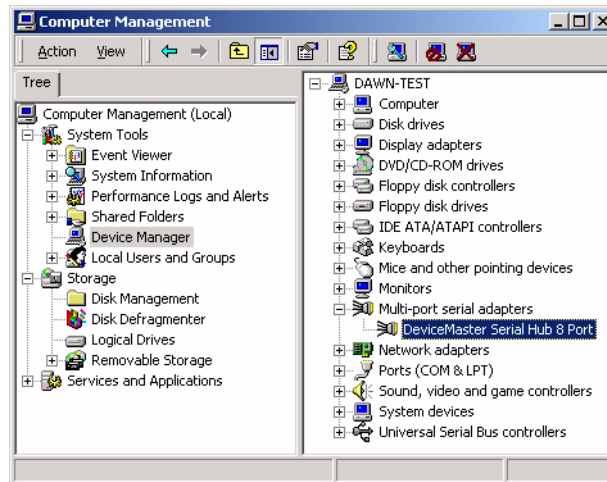 Computer Management
Action View
Tree
Computer Management (Local)
System Tools
Event Viewer
System Information
Performance Logs and Alerts
Shared Folders
Device Manager
Local Users and Groups
Storage
Disk Management
Disk Defragmenter
Logical Drives
Removable Storage
Services and Applications
DAWN-TEST
Computer
Disk drives
Display adapters
DVD/CD-ROM drives
Floppy disk controllers
Floppy disk drives
IDE ATA/ATAPI controllers
Keyboards
Mice and other pointing devices
Monitors
Multi-port serial adapters
DeviceMaster Serial Hub 8 Port
Network adapters
Ports (COM & LPT)
Sound, video and game controllers
System devices
Universal Serial Bus controllers